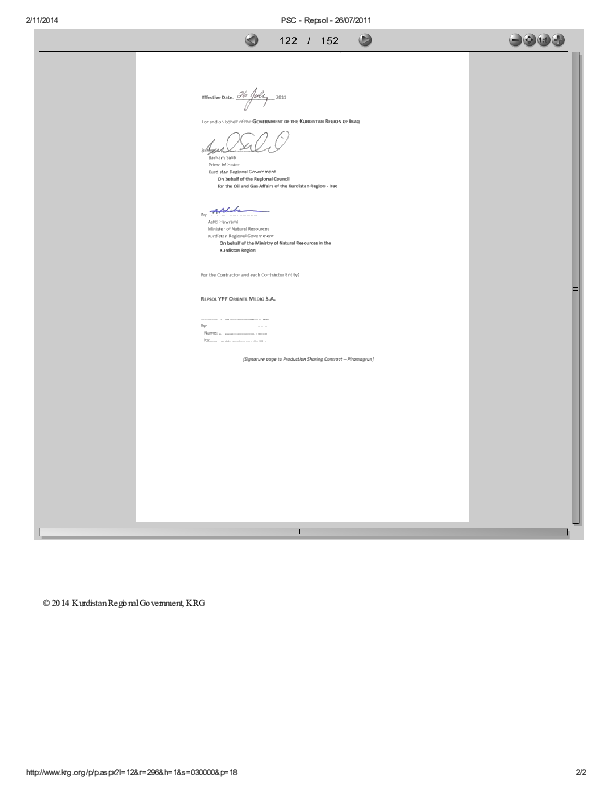 2/11/2014 PSC - Repsol - 26/07/2011
122 / 152
Effective Date: 26 July 2011
For and on behalf of the GOVERNMENT OF THE KURDISTAN REGION OF IRAQ
By:
Barham Salih
Prime Minister
Kurdistan Regional Government
On behalf of the Regional Council
for the Oil and Gas Affairs of the Kurdistan Region - Iraq
By:
Ashti Hawrami
Minister of Natural Resources
Kurdistan Regional Government
On behalf of the Ministry of Natural Resources in the
Kurdistan Region
For the Contractor and each Contractor Entity:
REPSOL YPF ORIENTE MEDIO S.A.
By:
Name:
[Signature page to Production Sharing Contract – Piramagrun]
© 2014 Kurdistan Regional Government, KRG
http://www.krg.org/p/p.aspx?l=12&r=296&h=1&s=030000&p=18 2/2